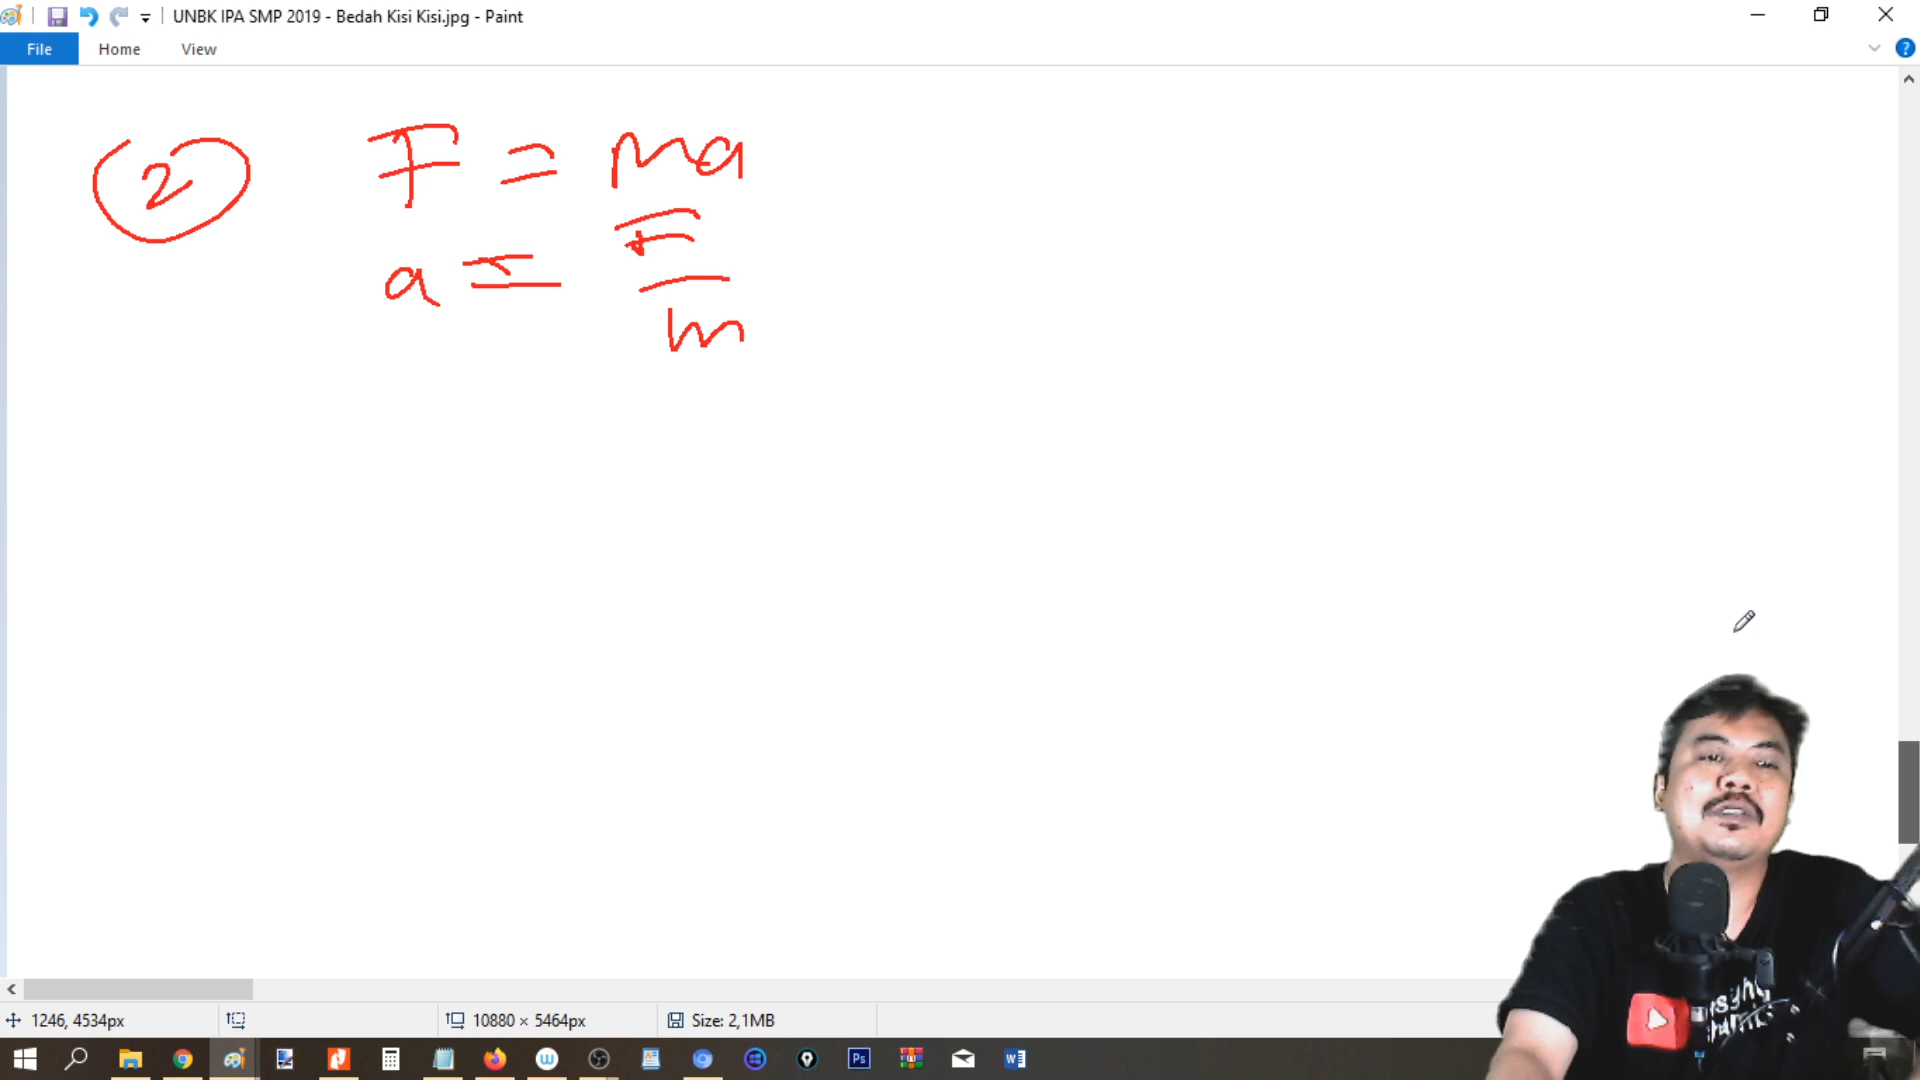 UNBK IPA SMP 2019 - Bedah Kisi Kisi.jpg - Paint
File Home View
2 F = ma
a = F/m
1246, 4534px 10880 × 5464px Size: 2,1MB
Ps